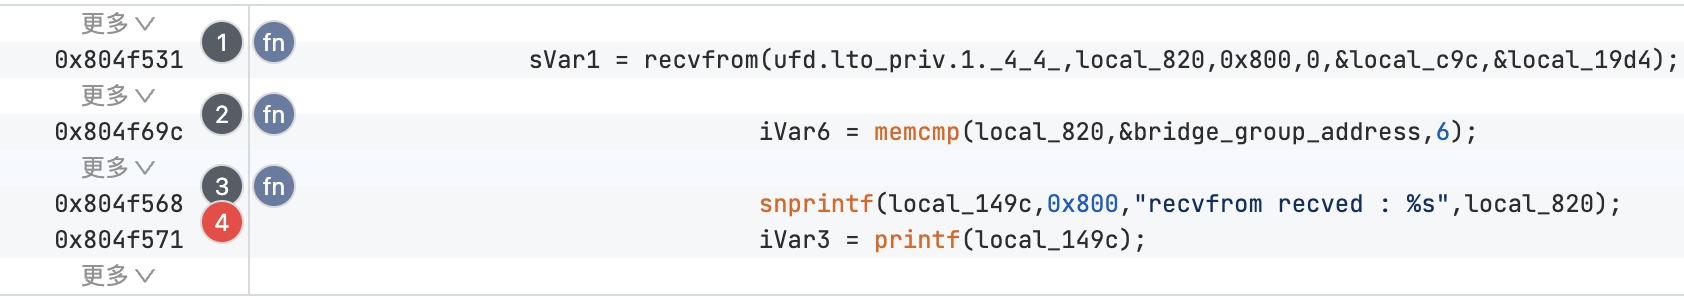 更多
1 fn
0x804f531 sVar1 = recvfrom(ufd.lto_priv.1._4_4_,local_820,0x800,0,&local_c9c,&local_19d4);
更多
2 fn
0x804f69c iVar6 = memcmp(local_820,&bridge_group_address,6);
更多
3 fn
0x804f568 snprintf(local_149c,0x800,"recvfrom recved : %s",local_820);
4
0x804f571 iVar3 = printf(local_149c);
更多